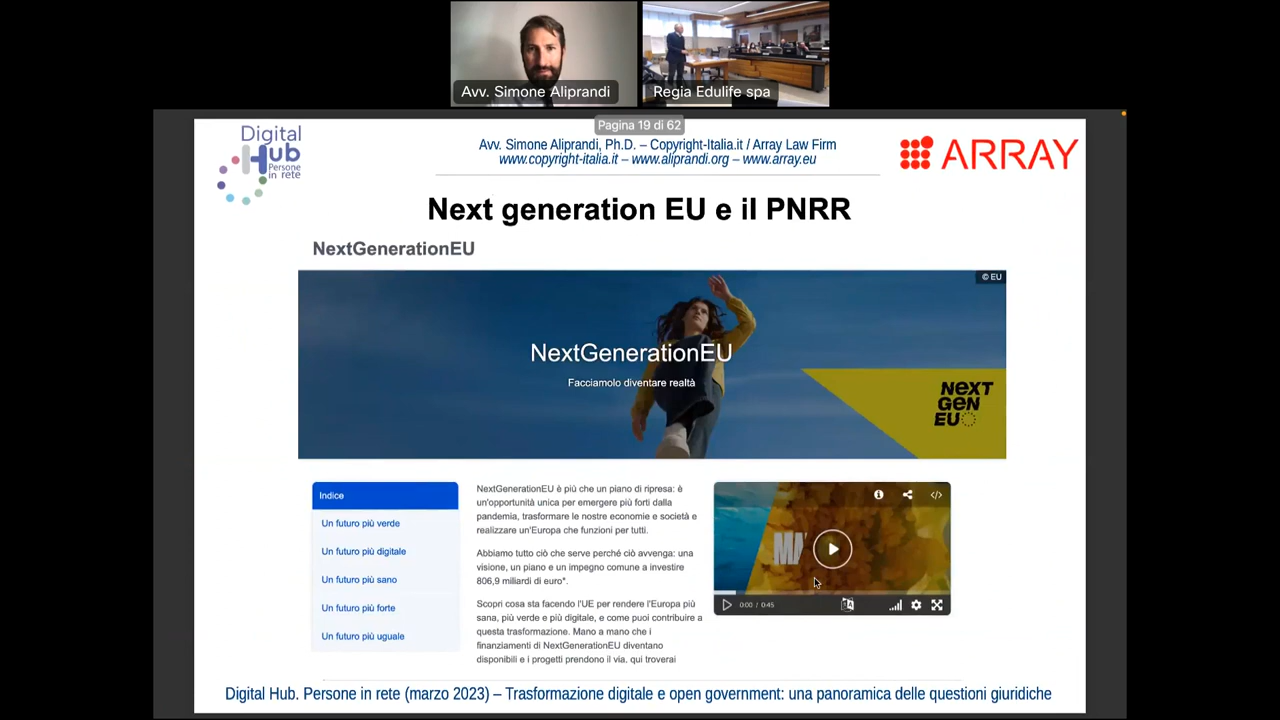 Avv. Simone Aliprandi
Regia Edulife spa
Pagina 19 di 62
Digital
Hub
Persone
in rete
Avv. Simone Aliprandi, Ph.D. – Copyright-Italia.it / Array Law Firm
www.copyright-italia.it – www.aliprandi.org – www.array.eu
ARRAY
Next generation EU e il PNRR
NextGenerationEU
© EU
NextGenerationEU
Facciamolo diventare realtà
NEXT
GEN
EU
Indice
Un futuro più verde
Un futuro più digitale
Un futuro più sano
Un futuro più forte
Un futuro più uguale
NextGenerationEU è più che un piano di ripresa: è
un'opportunità unica per emergere più forti dalla
pandemia, trasformare le nostre economie e società e
realizzare un'Europa che funzioni per tutti.
Abbiamo tutto ciò che serve perché ciò avvenga: una
visione, un piano e un impegno comune a investire
806,9 miliardi di euro*.
Scopri cosa sta facendo l'UE per rendere l'Europa più
sana, più verde e più digitale, e come puoi contribuire a
questa trasformazione. Mano a mano che i
finanziamenti di NextGenerationEU diventano
disponibili e i progetti prendono il via, qui troverai
0:00 / 0:45
Digital Hub. Persone in rete (marzo 2023) – Trasformazione digitale e open government: una panoramica delle questioni giuridiche